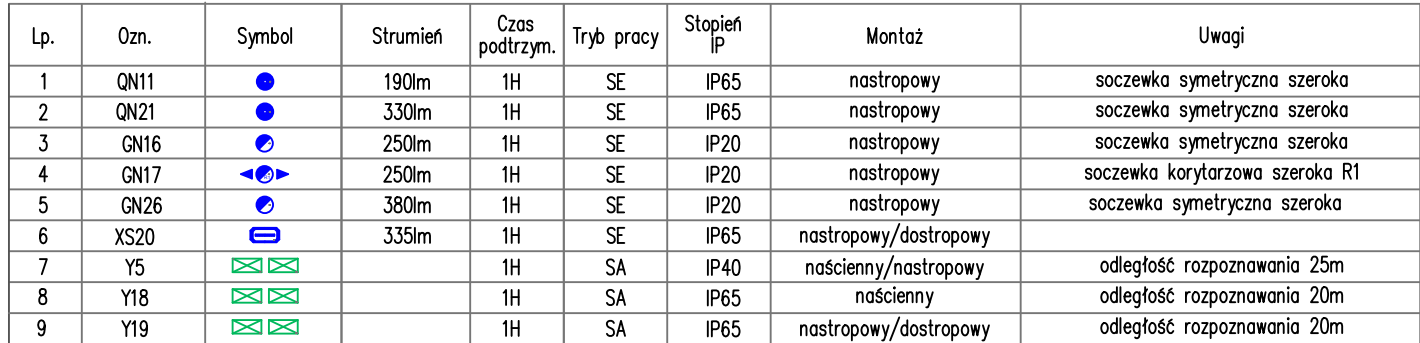 Lp. Ozn. Symbol Strumień Czas podtrzym. Tryb pracy Stopień IP Montaż Uwagi
1 QN11 190lm 1H SE IP65 nastropowy soczewka symetryczna szeroka
2 QN21 330lm 1H SE IP65 nastropowy soczewka symetryczna szeroka
3 GN16 250lm 1H SE IP20 nastropowy soczewka symetryczna szeroka
4 GN17 250lm 1H SE IP20 nastropowy soczewka korytarzowa szeroka R1
5 GN26 380lm 1H SE IP20 nastropowy soczewka symetryczna szeroka
6 XS20 335lm 1H SE IP65 nastropowy/dostropowy
7 Y5 1H SA IP40 naścienny/nastropowy odległość rozpoznawania 25m
8 Y18 1H SA IP65 naścienny odległość rozpoznawania 20m
9 Y19 1H SA IP65 nastropowy/dostropowy odległość rozpoznawania 20m